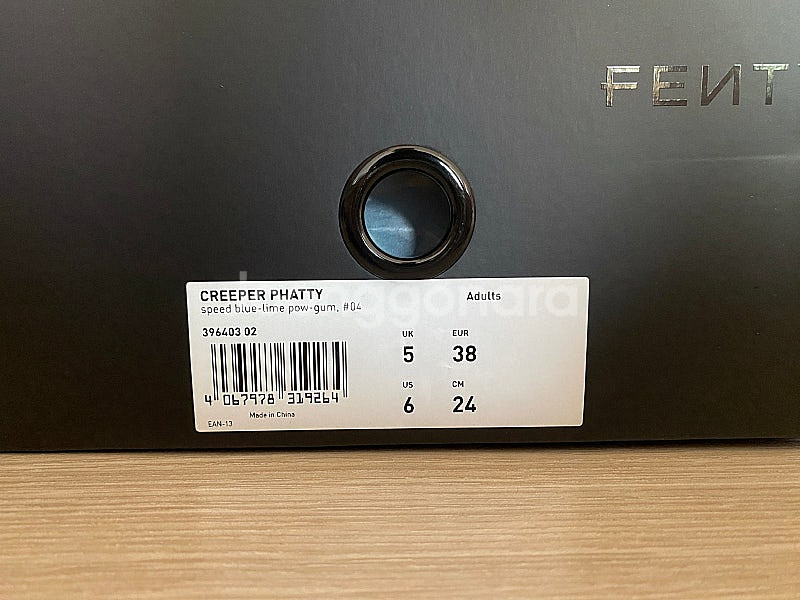 FENT
CREEPER PHATTY
Adults
speed blue-lime pow-gum, #04
396403 02
UK
EUR
5
38
US
CM
6
24
4 067978 319264
Made in China
EAN-13